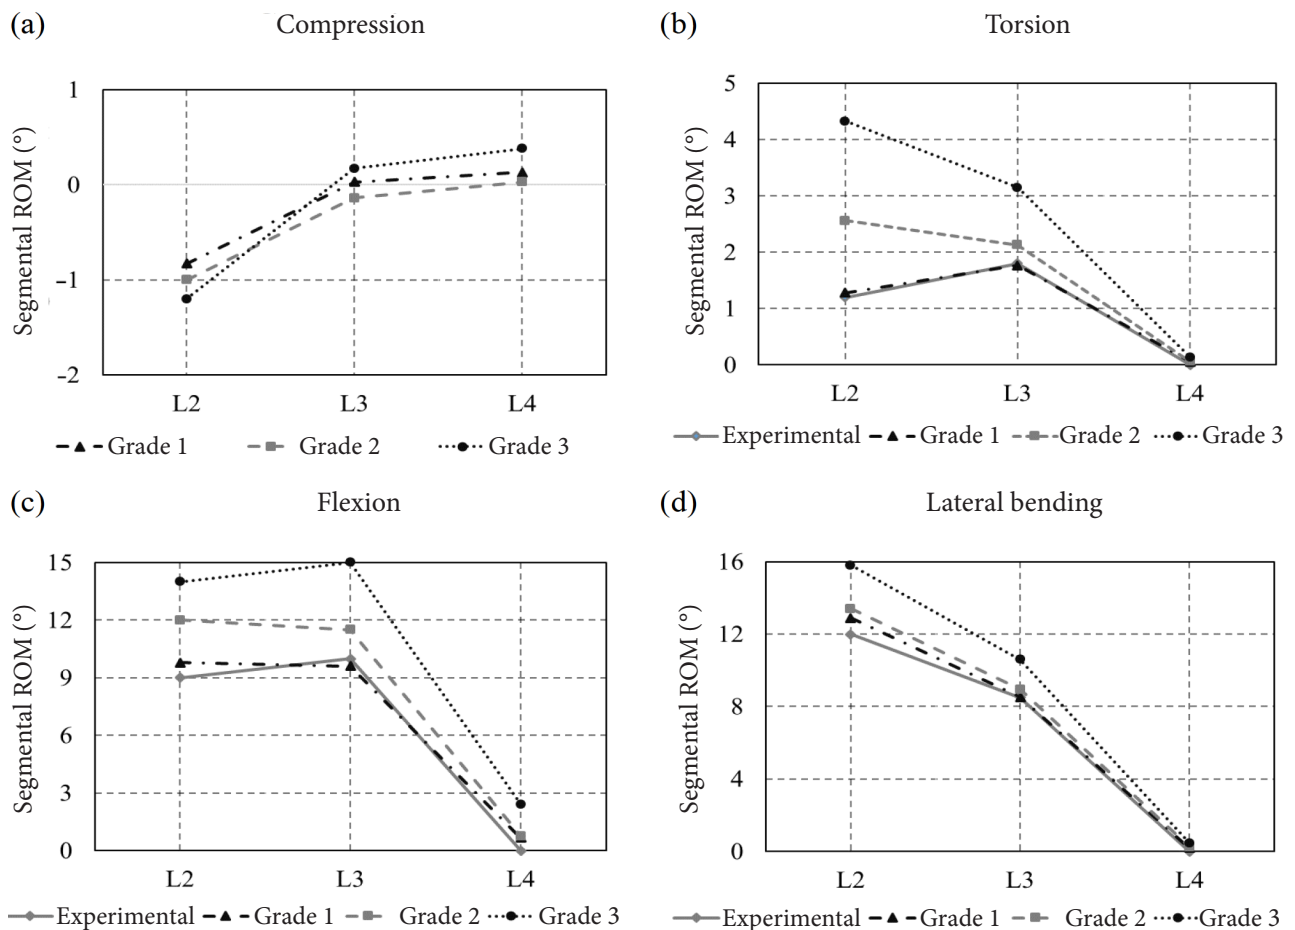 (a) Compression
Segmental ROM (°)
1
0
−1
−2
L2 L3 L4
Grade 1 Grade 2 Grade 3
(b) Torsion
Segmental ROM (°)
5
4
3
2
1
0
L2 L3 L4
Experimental Grade 1 Grade 2 Grade 3
(c) Flexion
Segmental ROM (°)
15
12
9
6
3
0
L2 L3 L4
Experimental Grade 1 Grade 2 Grade 3
(d) Lateral bending
Segmental ROM (°)
16
12
8
4
0
L2 L3 L4
Experimental Grade 1 Grade 2 Grade 3